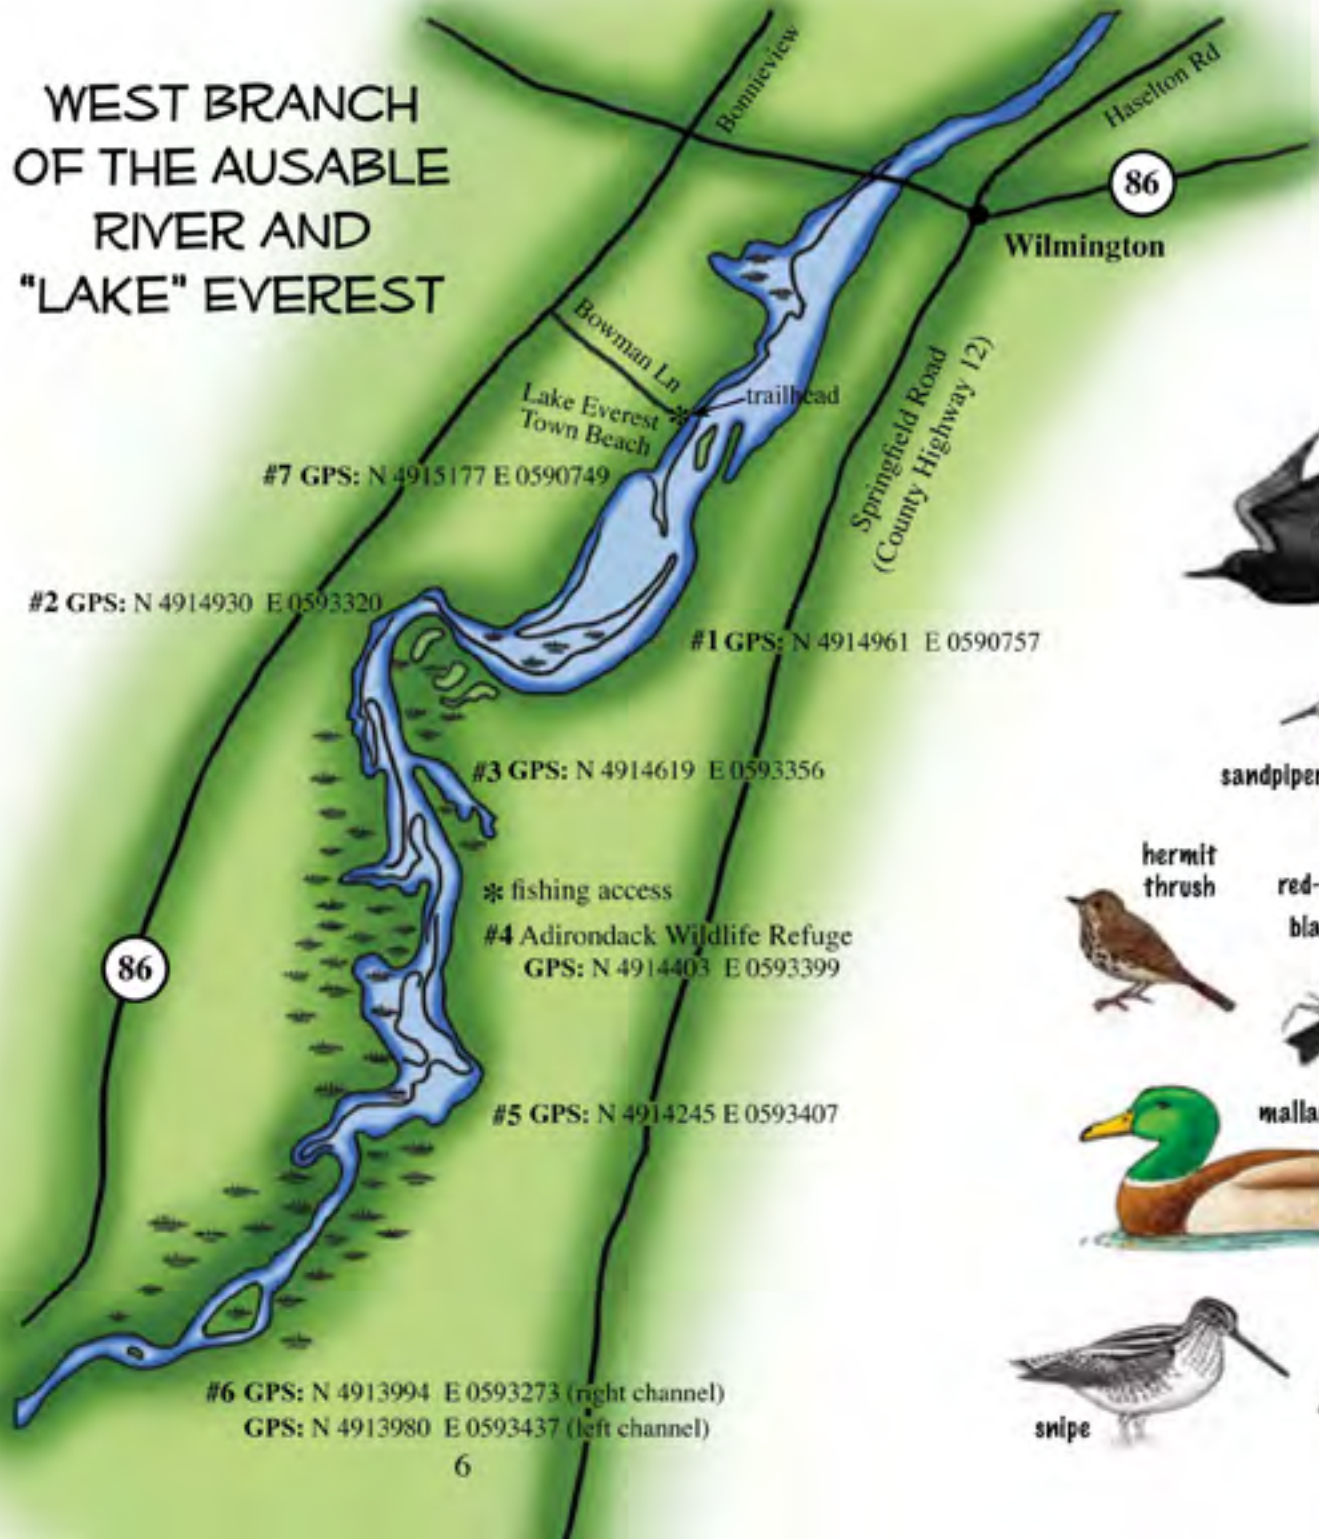 WEST BRANCH
OF THE AUSABLE
RIVER AND
"LAKE" EVEREST
Bonnieview
Haselton Rd
86
Wilmington
Bowman Ln
Lake Everest
Town Beach
trailhead
Springfield Road
(County Highway 12)
#7 GPS: N 4915177 E 0590749
#2 GPS: N 4914930 E 0593320
#1 GPS: N 4914961 E 0590757
#3 GPS: N 4914619 E 0593356
* fishing access
#4 Adirondack Wildlife Refuge
GPS: N 4914403 E 0593399
86
#5 GPS: N 4914245 E 0593407
#6 GPS: N 4913994 E 0593273 (right channel)
GPS: N 4913980 E 0593437 (left channel)
6
sandpiper
hermit
thrush
red-
bla
malla
snipe